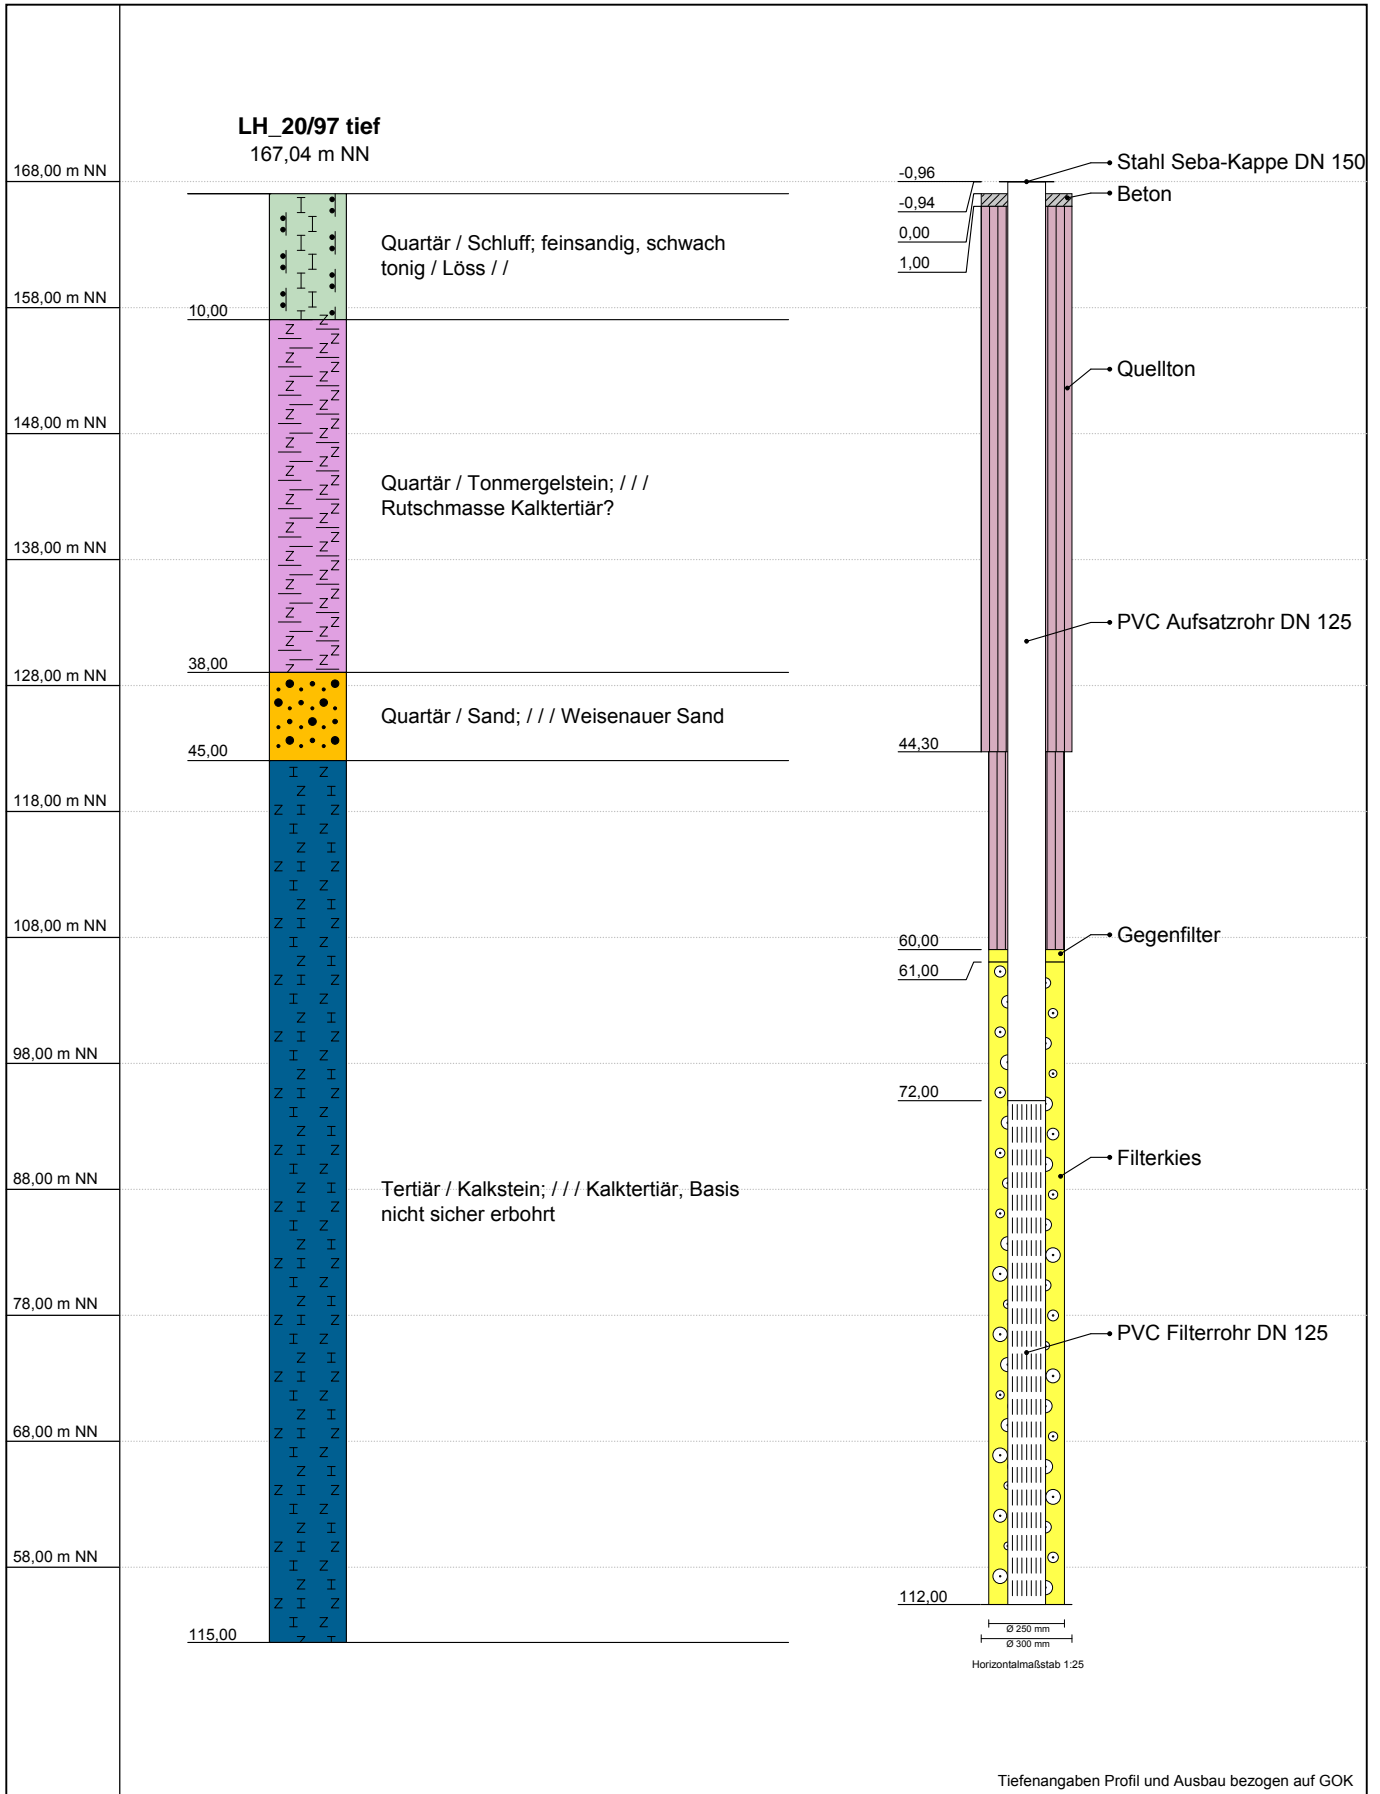 LH_20/97 tief
167,04 m NN
168,00 m NN
158,00 m NN
148,00 m NN
138,00 m NN
128,00 m NN
118,00 m NN
108,00 m NN
98,00 m NN
88,00 m NN
78,00 m NN
68,00 m NN
58,00 m NN
10,00
38,00
45,00
115,00
Quartär / Schluff; feinsandig, schwach
tonig / Löss / /
Quartär / Tonmergelstein; / / /
Rutschmasse Kalktertiär?
Quartär / Sand; / / / Weisenauer Sand
Tertiär / Kalkstein; / / / Kalktertiär, Basis
nicht sicher erbohrt
-0,96
-0,94
0,00
1,00
44,30
60,00
61,00
72,00
112,00
Stahl Seba-Kappe DN 150
Beton
Quellton
PVC Aufsatzrohr DN 125
Gegenfilter
Filterkies
PVC Filterrohr DN 125
Ø 250 mm
Ø 300 mm
Horizontalmaßstab 1:25
Tiefenangaben Profil und Ausbau bezogen auf GOK